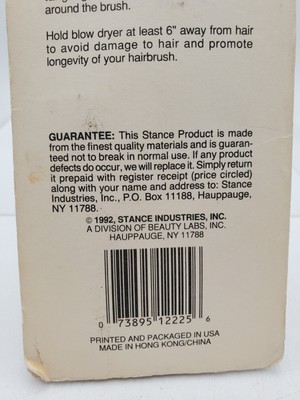 around the brush.
Hold blow dryer at least 6" away from hair
to avoid damage to hair and promote
longevity of your hairbrush.
GUARANTEE: This Stance Product is made
from the finest quality materials and is guaran-
teed not to break in normal use. If any product
defects do occur, we will replace it. Simply return
it prepaid with register receipt (price circled)
along with your name and address to: Stance
Industries, Inc., P.O. Box 11188, Hauppauge,
NY 11788.
© 1992, STANCE INDUSTRIES, INC.
A DIVISION OF BEAUTY LABS, INC.
HAUPPAUGE, NY 11788
0 73895 12225 6
PRINTED AND PACKAGED IN USA
MADE IN HONG KONG/CHINA